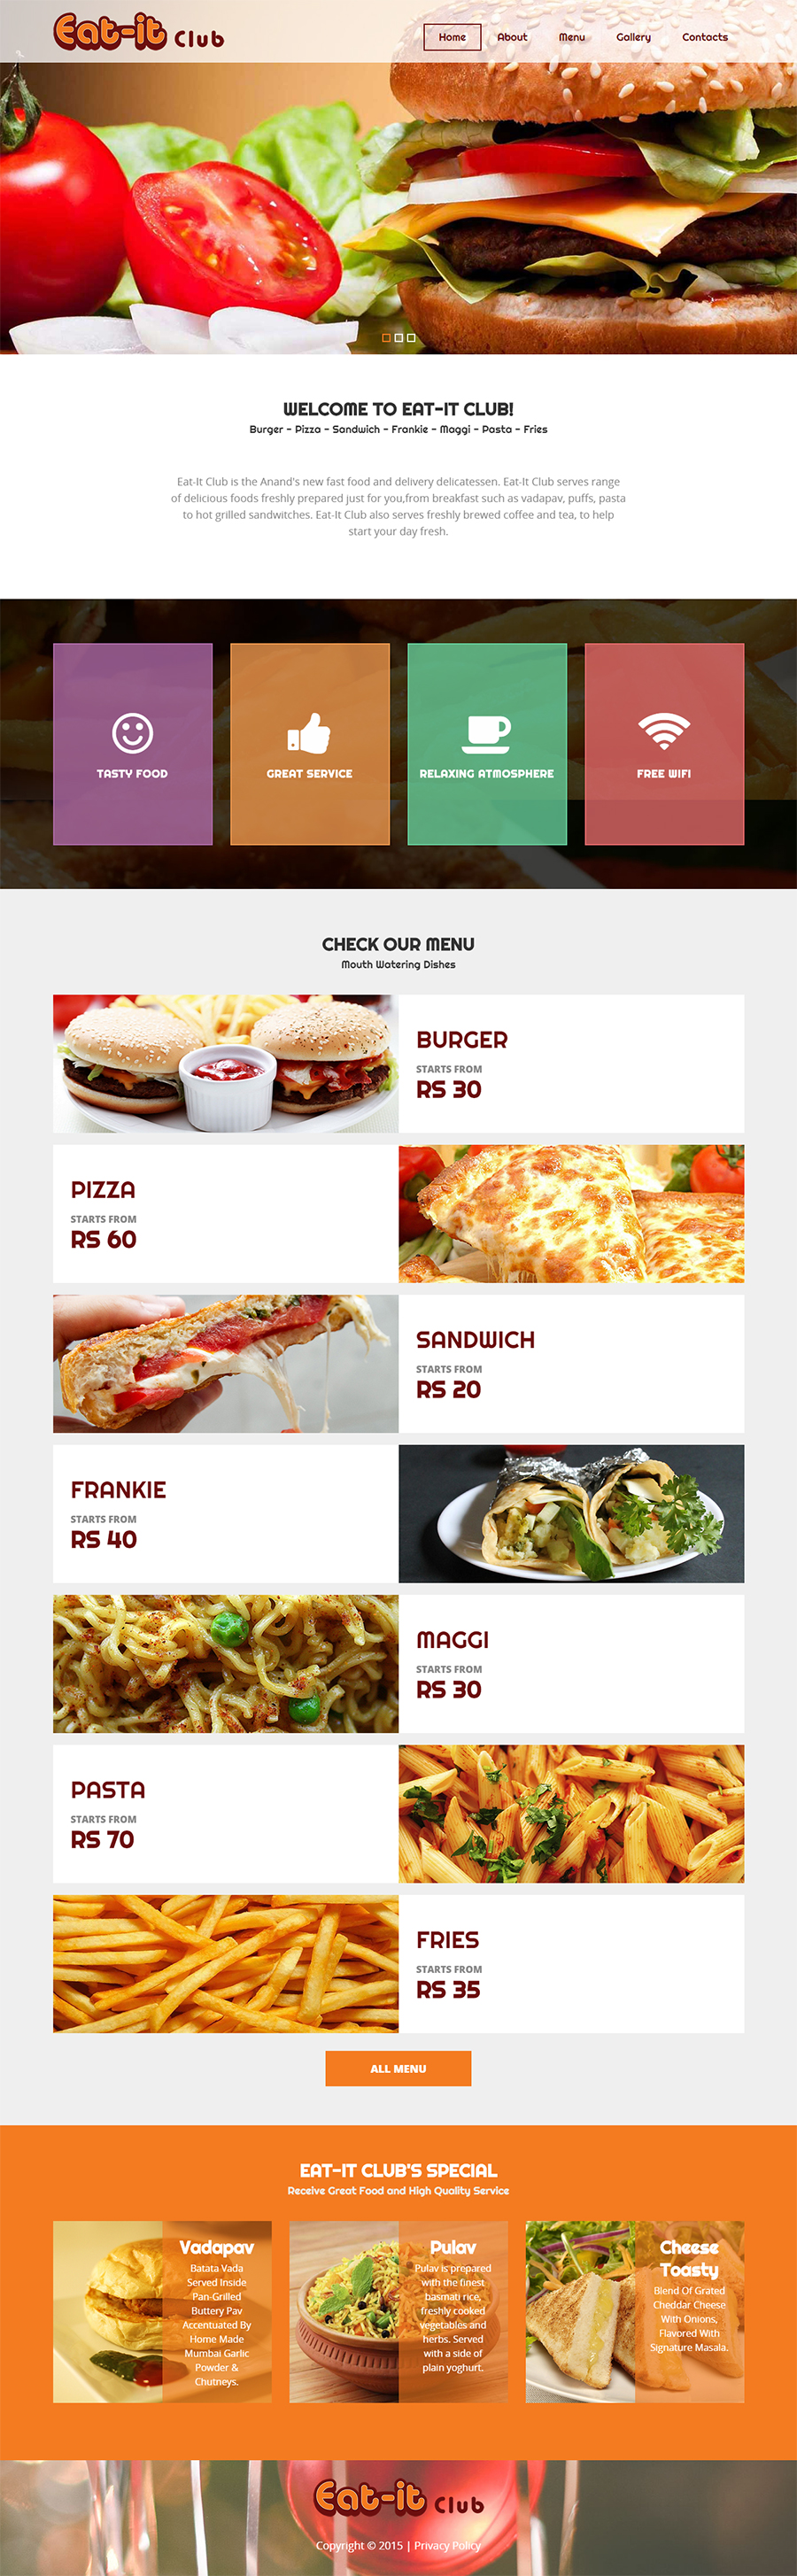 Eat-it Club
Home About Menu Gallery Contacts
WELCOME TO EAT-IT CLUB!
Burger - Pizza - Sandwich - Frankie - Maggi - Pasta - Fries
Eat-It Club is the Anand's new fast food and delivery delicatessen. Eat-It Club serves range
of delicious foods freshly prepared just for you,from breakfast such as vadapav, puffs, pasta
to hot grilled sandwitches. Eat-It Club also serves freshly brewed coffee and tea, to help
start your day fresh.
TASTY FOOD
GREAT SERVICE
RELAXING ATMOSPHERE
FREE WIFI
CHECK OUR MENU
Mouth Watering Dishes
BURGER
STARTS FROM
RS 30
PIZZA
STARTS FROM
RS 60
SANDWICH
STARTS FROM
RS 20
FRANKIE
STARTS FROM
RS 40
MAGGI
STARTS FROM
RS 30
PASTA
STARTS FROM
RS 70
FRIES
STARTS FROM
RS 35
ALL MENU
EAT-IT CLUB'S SPECIAL
Receive Great Food and High Quality Service
Vadapav
Batata Vada
Served Inside
Pan-Grilled
Buttery Pav
Accentuated By
Home Made
Mumbai Garlic
Powder &
Chutneys.
Pulav
Pulav is prepared
with the finest
basmati rice,
freshly cooked
vegetables and
herbs. Served
with a side of
plain yoghurt.
Cheese
Toasty
Blend Of Grated
Cheddar Cheese
With Onions,
Flavored With
Signature Masala.
Eat-it Club
Copyright © 2015 | Privacy Policy